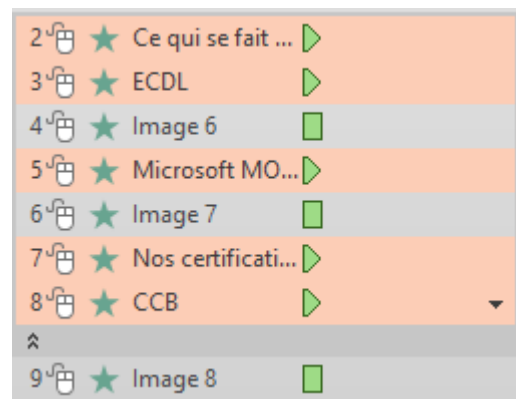 2 Ce qui se fait ...
3 ECDL
4 Image 6
5 Microsoft MO...
6 Image 7
7 Nos certificati...
8 CCB
9 Image 8